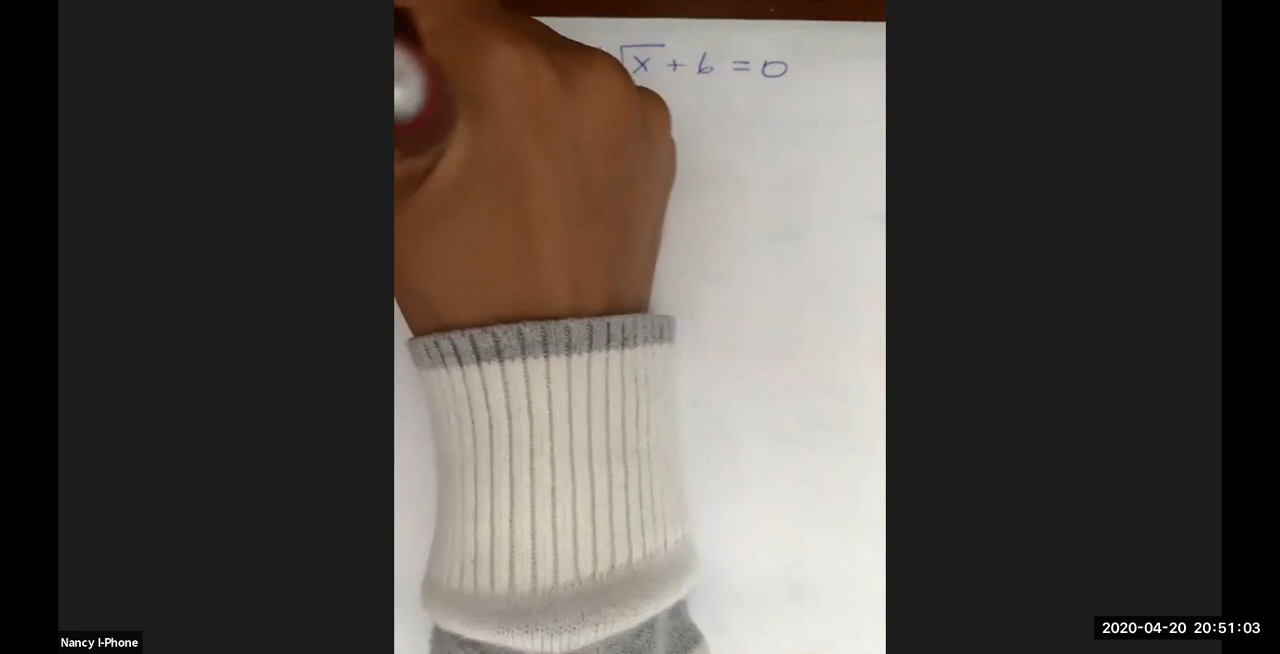 √x + 6 = 0
Nancy I-Phone
2020-04-20 20:51:03